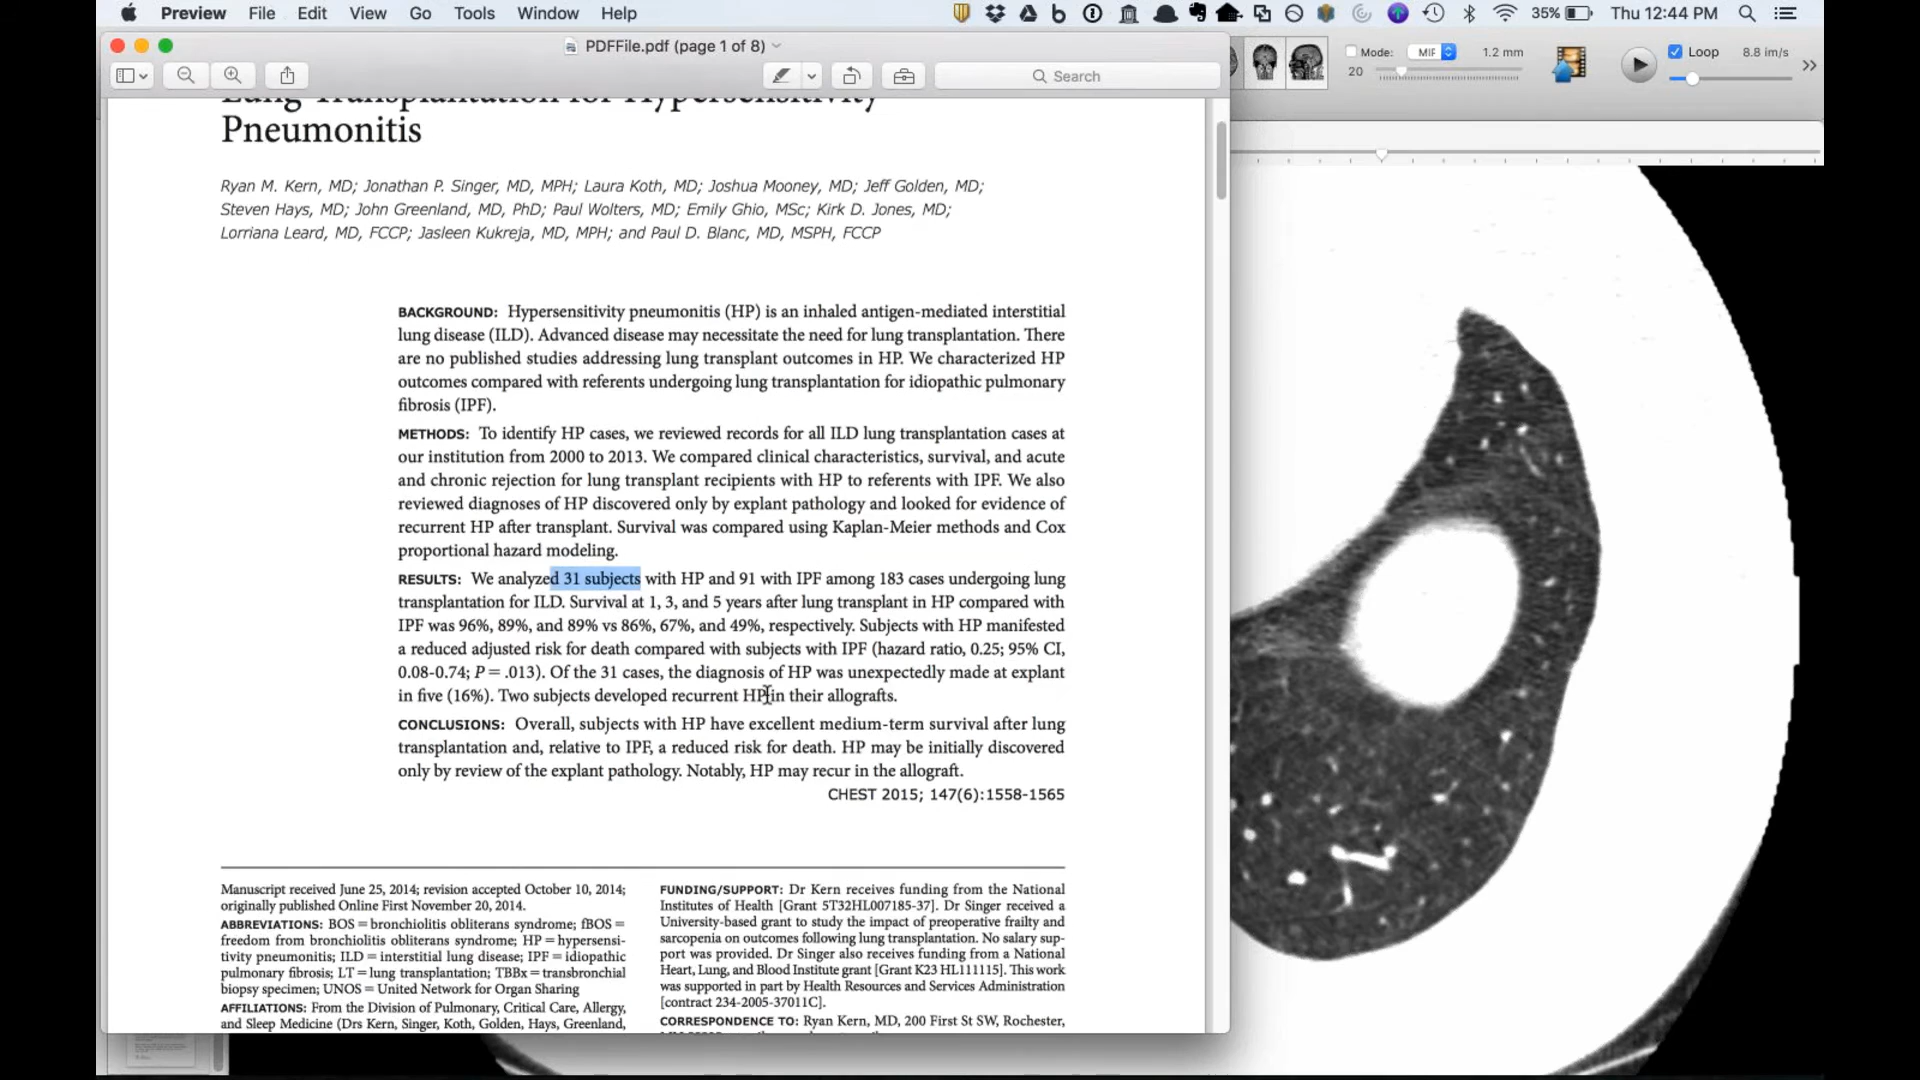 Preview File Edit View Go Tools Window Help 35% Thu 12:44 PM
PDFFile.pdf (page 1 of 8)
Search
Mode: MIF 1.2 mm Loop 8.8 im/s
20
Lung Transplantation for Hypersensitivity
Pneumonitis
Ryan M. Kern, MD; Jonathan P. Singer, MD, MPH; Laura Koth, MD; Joshua Mooney, MD; Jeff Golden, MD;
Steven Hays, MD; John Greenland, MD, PhD; Paul Wolters, MD; Emily Ghio, MSc; Kirk D. Jones, MD;
Lorriana Leard, MD, FCCP; Jasleen Kukreja, MD, MPH; and Paul D. Blanc, MD, MSPH, FCCP
BACKGROUND: Hypersensitivity pneumonitis (HP) is an inhaled antigen-mediated interstitial
lung disease (ILD). Advanced disease may necessitate the need for lung transplantation. There
are no published studies addressing lung transplant outcomes in HP. We characterized HP
outcomes compared with referents undergoing lung transplantation for idiopathic pulmonary
fibrosis (IPF).
METHODS: To identify HP cases, we reviewed records for all ILD lung transplantation cases at
our institution from 2000 to 2013. We compared clinical characteristics, survival, and acute
and chronic rejection for lung transplant recipients with HP to referents with IPF. We also
reviewed diagnoses of HP discovered only by explant pathology and looked for evidence of
recurrent HP after transplant. Survival was compared using Kaplan-Meier methods and Cox
proportional hazard modeling.
RESULTS: We analyzed 31 subjects with HP and 91 with IPF among 183 cases undergoing lung
transplantation for ILD. Survival at 1, 3, and 5 years after lung transplant in HP compared with
IPF was 96%, 89%, and 89% vs 86%, 67%, and 49%, respectively. Subjects with HP manifested
a reduced adjusted risk for death compared with subjects with IPF (hazard ratio, 0.25; 95% CI,
0.08-0.74; P = .013). Of the 31 cases, the diagnosis of HP was unexpectedly made at explant
in five (16%). Two subjects developed recurrent HP in their allografts.
CONCLUSIONS: Overall, subjects with HP have excellent medium-term survival after lung
transplantation and, relative to IPF, a reduced risk for death. HP may be initially discovered
only by review of the explant pathology. Notably, HP may recur in the allograft.
CHEST 2015; 147(6):1558-1565
Manuscript received June 25, 2014; revision accepted October 10, 2014;
originally published Online First November 20, 2014.
ABBREVIATIONS: BOS = bronchiolitis obliterans syndrome; fBOS =
freedom from bronchiolitis obliterans syndrome; HP = hypersensi-
tivity pneumonitis; ILD = interstitial lung disease; IPF = idiopathic
pulmonary fibrosis; LT = lung transplantation; TBBx = transbronchial
biopsy specimen; UNOS = United Network for Organ Sharing
AFFILIATIONS: From the Division of Pulmonary, Critical Care, Allergy,
and Sleep Medicine (Drs Kern, Singer, Koth, Golden, Hays, Greenland,
FUNDING/SUPPORT: Dr Kern receives funding from the National
Institutes of Health [Grant 5T32HL007185-37]. Dr Singer received a
University-based grant to study the impact of preoperative frailty and
sarcopenia on outcomes following lung transplantation. No salary sup-
port was provided. Dr Singer also receives funding from a National
Heart, Lung, and Blood Institute grant [Grant K23 HL111115]. This work
was supported in part by Health Resources and Services Administration
[contract 234-2005-37011C].
CORRESPONDENCE TO: Ryan Kern, MD, 200 First St SW, Rochester,